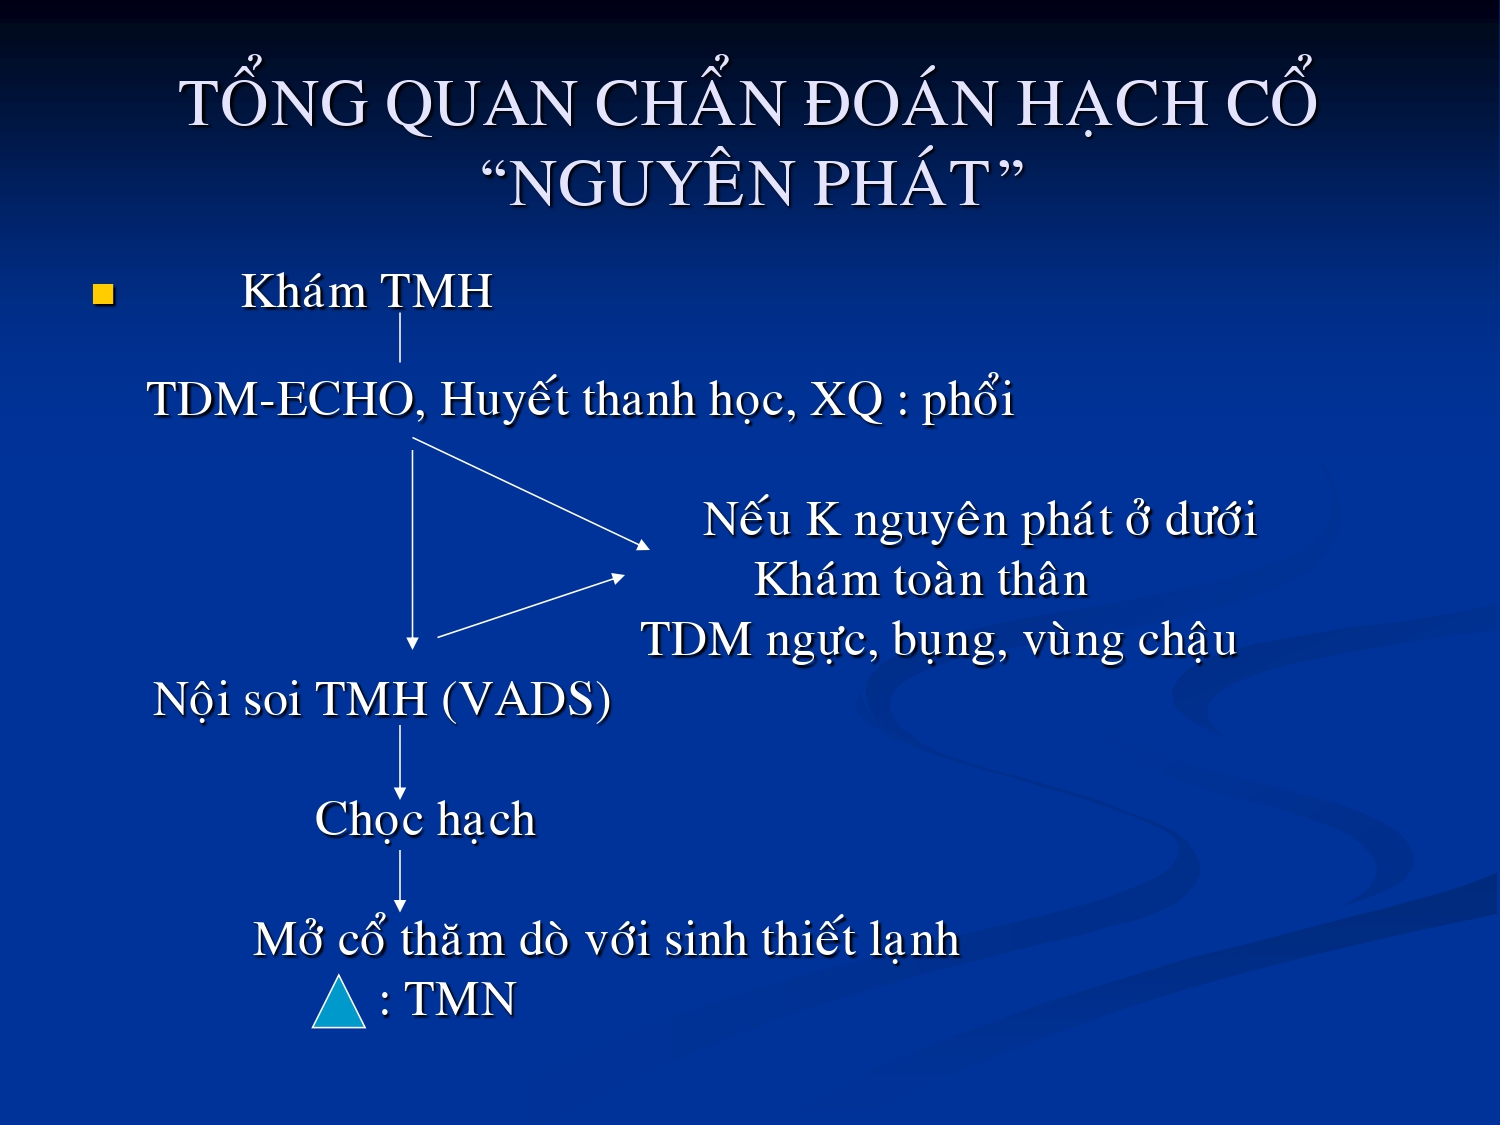 TỔNG QUAN CHẨN ĐOÁN HẠCH CỔ
“NGUYÊN PHÁT”
Khám TMH
TDM-ECHO, Huyết thanh học, XQ : phổi
Nếu K nguyên phát ở dưới
Khám toàn thân
TDM ngực, bụng, vùng chậu
Nội soi TMH (VADS)
Chọc hạch
Mở cổ thăm dò với sinh thiết lạnh
: TMN